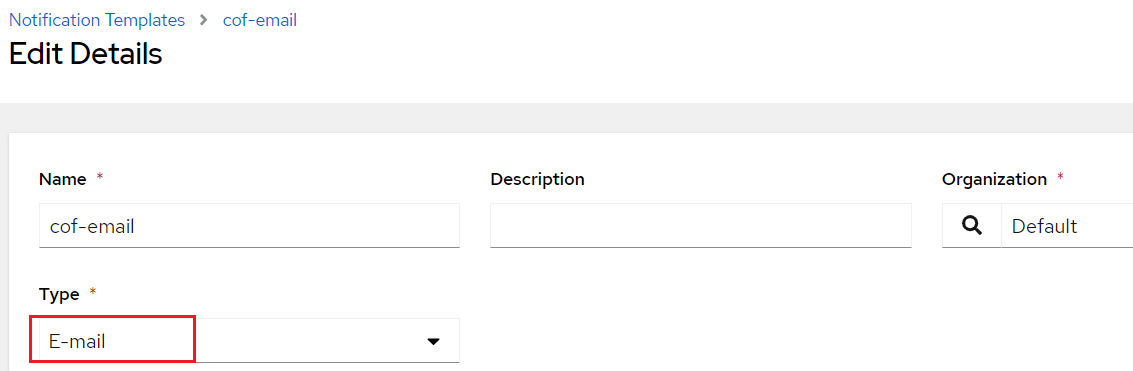 Notification Templates > cof-email
Edit Details
Name * Description Organization *
cof-email Default
Type *
E-mail